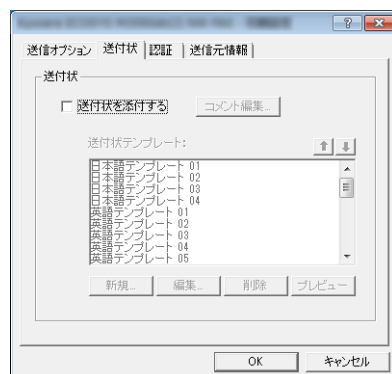 送信オプション 送付状 認証 送信元情報
送付状
送付状を添付する コメント編集...
送付状テンプレート:
日本語テンプレート 01
日本語テンプレート 02
日本語テンプレート 03
日本語テンプレート 04
英語テンプレート 01
英語テンプレート 02
英語テンプレート 03
英語テンプレート 04
英語テンプレート 05
新規... 編集... 削除 プレビュー
OK キャンセル